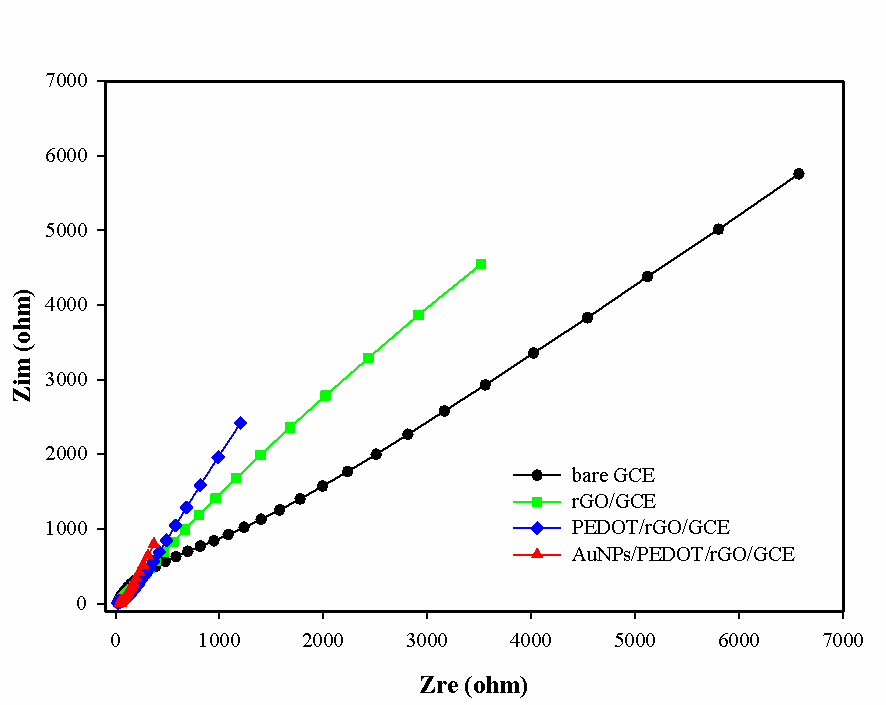 7000
6000
5000
4000
3000
2000
1000
0
Zim (ohm)
bare GCE
rGO/GCE
PEDOT/rGO/GCE
AuNPs/PEDOT/rGO/GCE
0 1000 2000 3000 4000 5000 6000 7000
Zre (ohm)